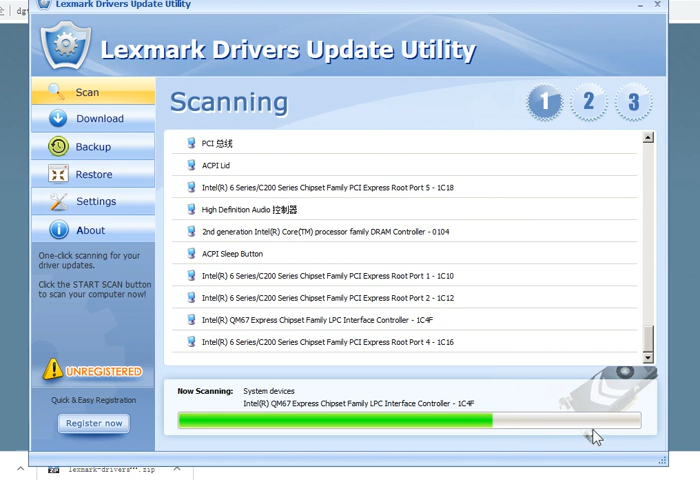 Lexmark Drivers Update Utility
Lexmark Drivers Update Utility
Scan
Download
Backup
Restore
Settings
About
One-click scanning for your
driver updates.
Click the START SCAN button
to scan your computer now!
UNREGISTERED
Quick & Easy Registration
Register now
Scanning
1 2 3
PCI 总线
ACPI Lid
Intel(R) 6 Series/C200 Series Chipset Family PCI Express Root Port 5 - 1C18
High Definition Audio 控制器
2nd generation Intel(R) Core(TM) processor family DRAM Controller - 0104
ACPI Sleep Button
Intel(R) 6 Series/C200 Series Chipset Family PCI Express Root Port 1 - 1C10
Intel(R) 6 Series/C200 Series Chipset Family PCI Express Root Port 2 - 1C12
Intel(R) QM67 Express Chipset Family LPC Interface Controller - 1C4F
Intel(R) 6 Series/C200 Series Chipset Family PCI Express Root Port 4 - 1C16
Now Scanning: System devices
Intel(R) QM67 Express Chipset Family LPC Interface Controller - 1C4F
lexmark-drivers....zip